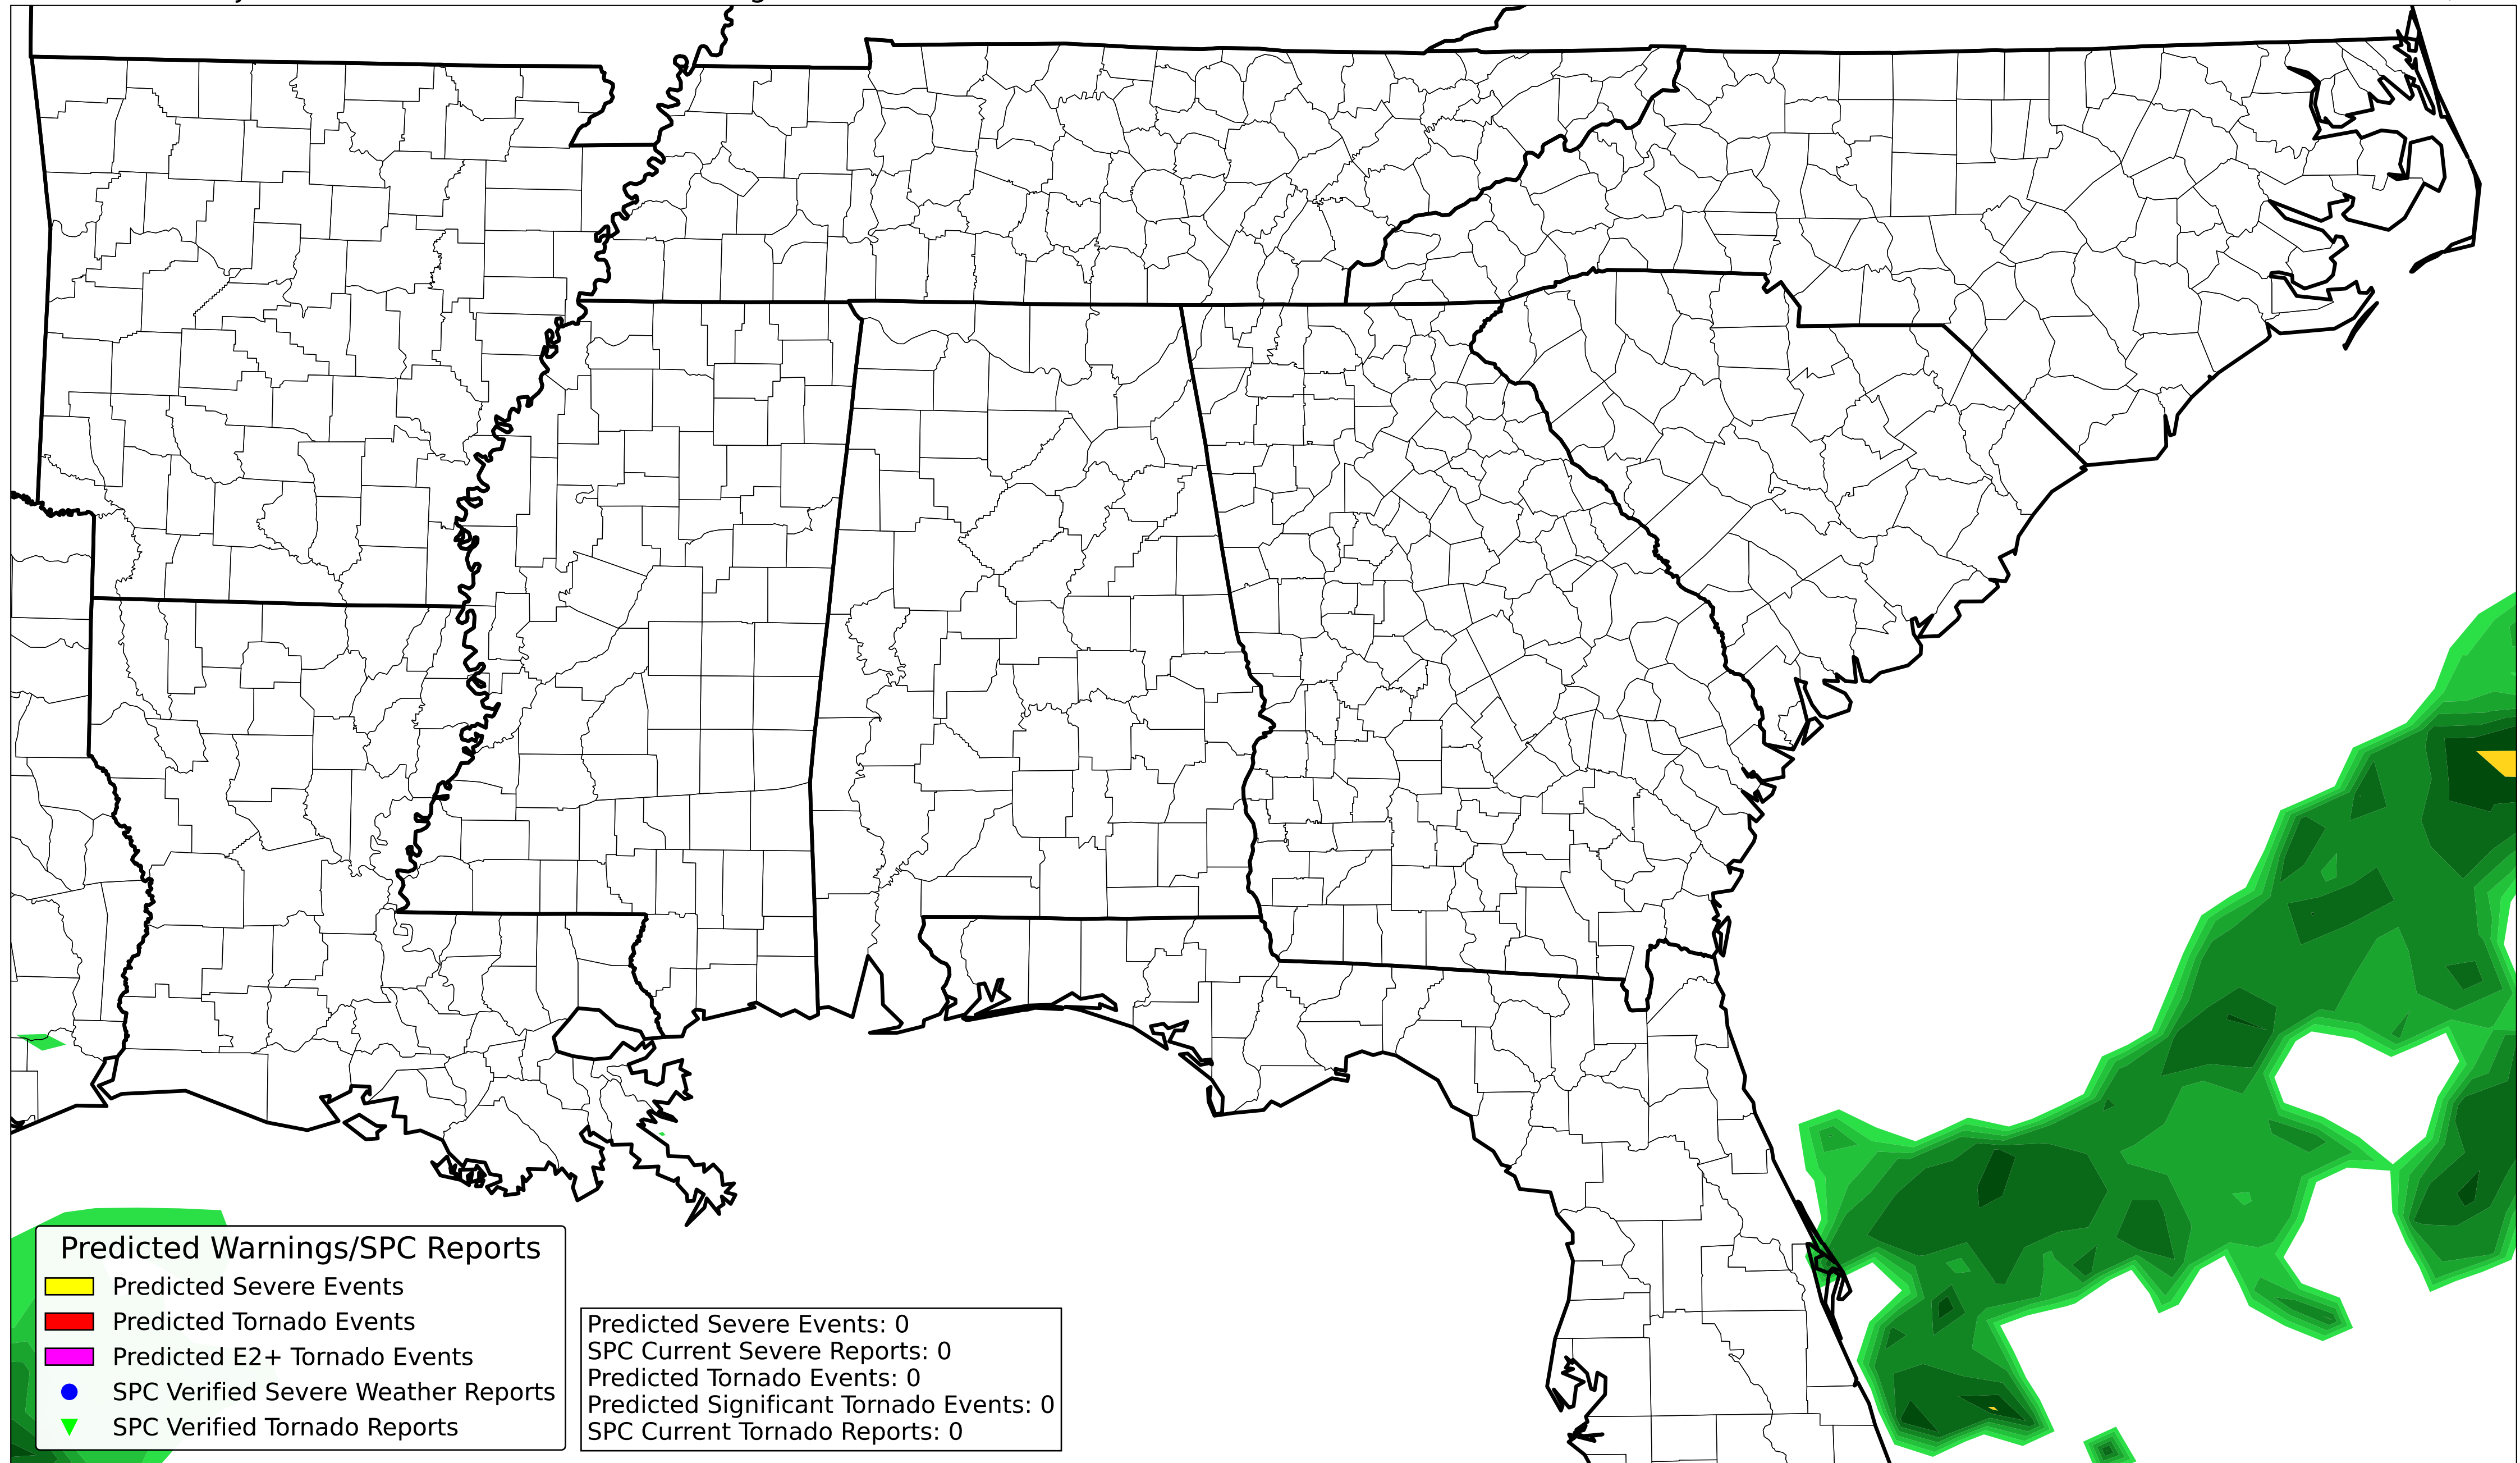 Predicted Warnings/SPC Reports
Predicted Severe Events
Predicted Tornado Events
Predicted E2+ Tornado Events
SPC Verified Severe Weather Reports
SPC Verified Tornado Reports
Predicted Severe Events: 0
SPC Current Severe Reports: 0
Predicted Tornado Events: 0
Predicted Significant Tornado Events: 0
SPC Current Tornado Reports: 0